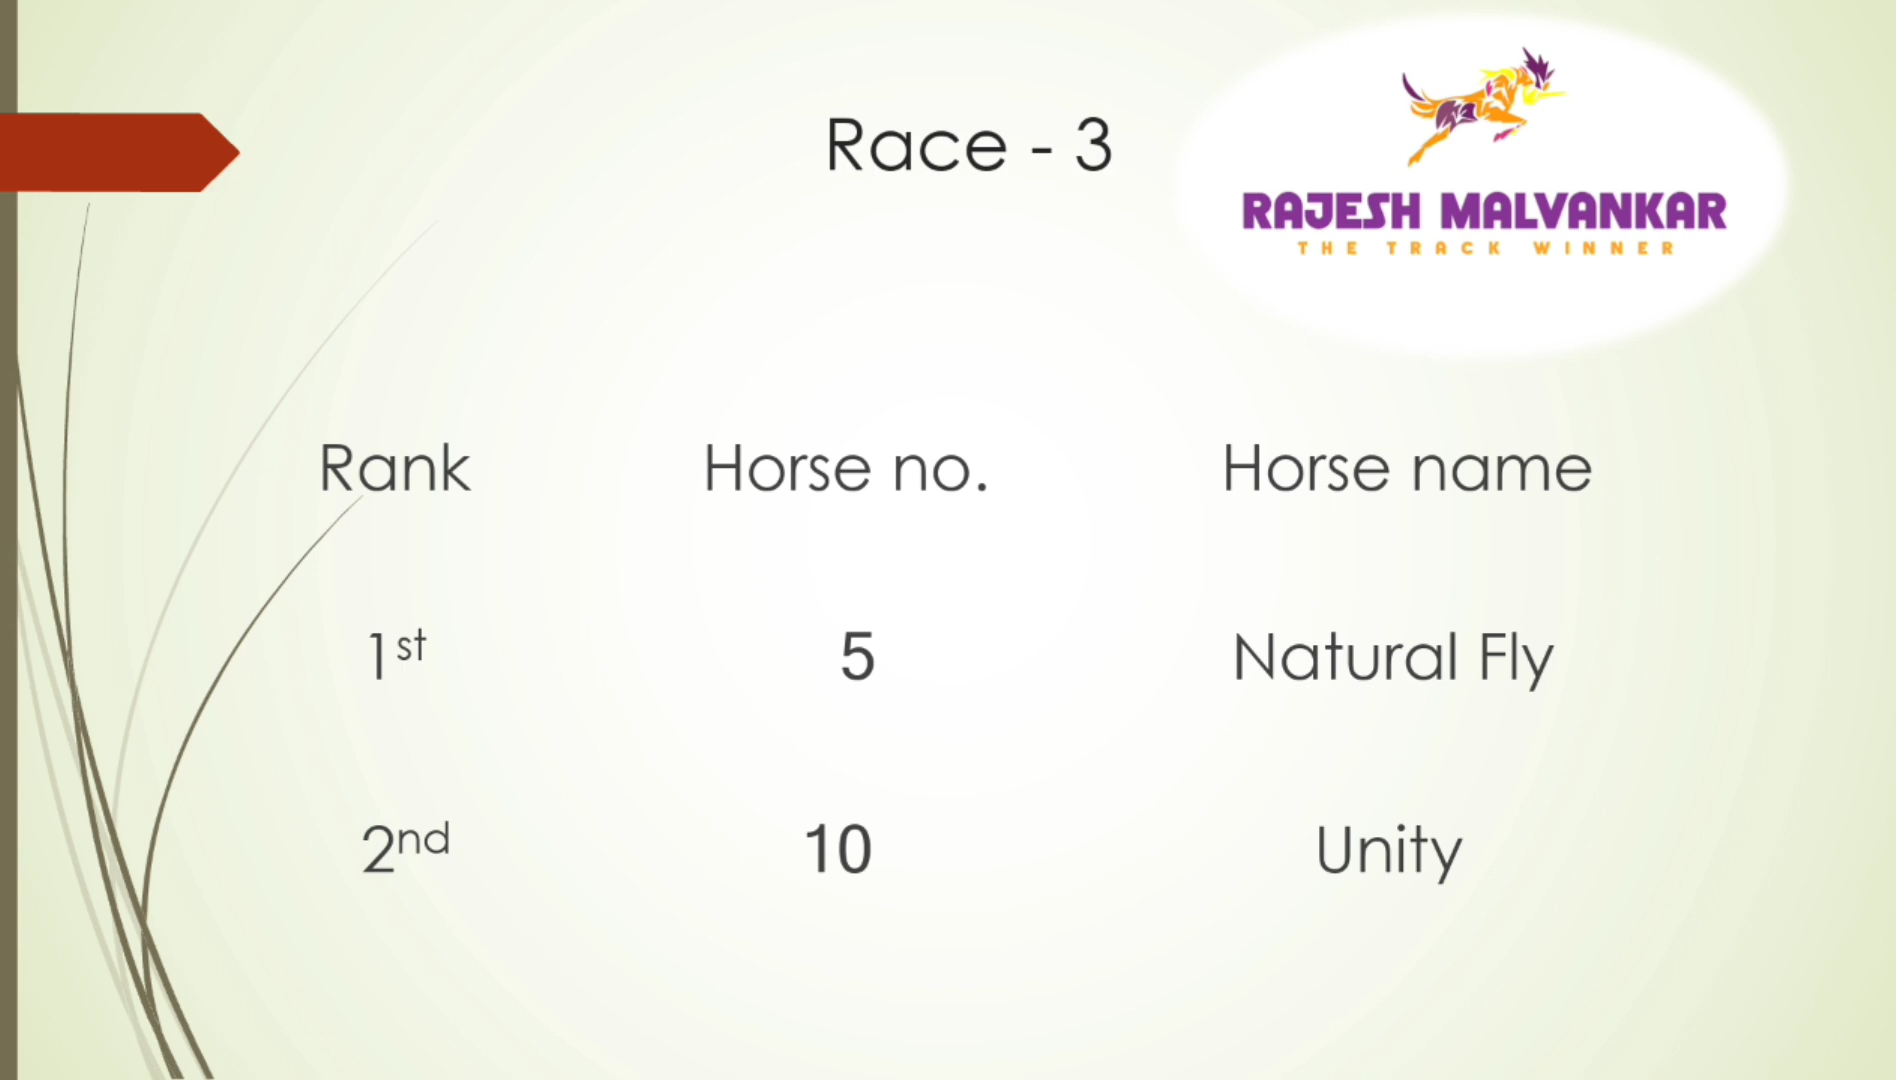 Race - 3
RAJESH MALVANKAR
THE TRACK WINNER
Rank Horse no. Horse name
1st 5 Natural Fly
2nd 10 Unity